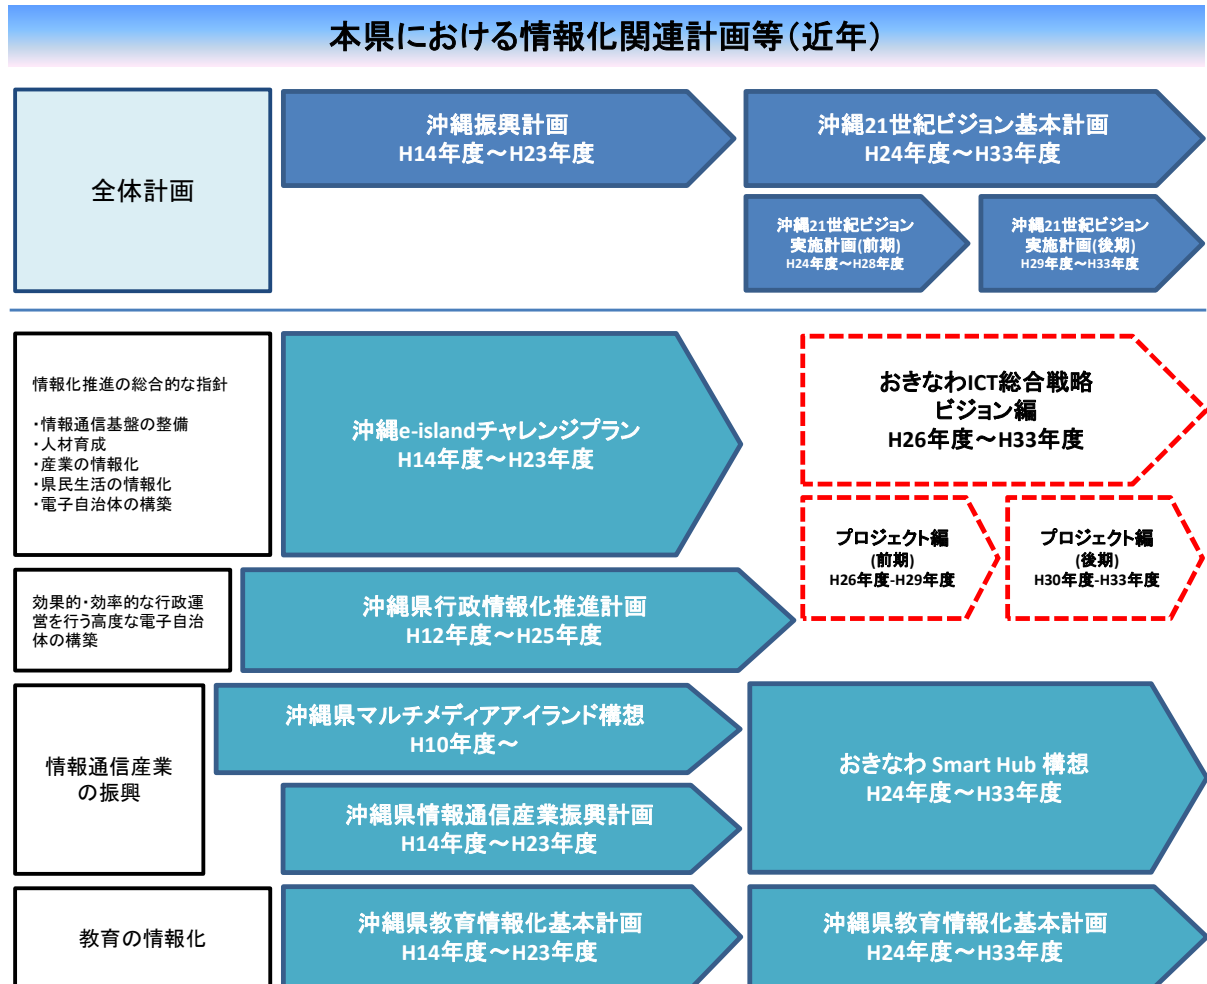 本県における情報化関連計画等(近年)
全体計画
沖縄振興計画
H14年度～H23年度
沖縄21世紀ビジョン基本計画
H24年度～H33年度
沖縄21世紀ビジョン
実施計画(前期)
H24年度～H28年度
沖縄21世紀ビジョン
実施計画(後期)
H29年度～H33年度
情報化推進の総合的な指針
・情報通信基盤の整備
・人材育成
・産業の情報化
・県民生活の情報化
・電子自治体の構築
沖縄e-islandチャレンジプラン
H14年度～H23年度
おきなわICT総合戦略
ビジョン編
H26年度～H33年度
プロジェクト編
(前期)
H26年度-H29年度
プロジェクト編
(後期)
H30年度-H33年度
効果的・効率的な行政運
営を行う高度な電子自治
体の構築
沖縄県行政情報化推進計画
H12年度～H25年度
情報通信産業
の振興
沖縄県マルチメディアアイランド構想
H10年度～
沖縄県情報通信産業振興計画
H14年度～H23年度
おきなわ Smart Hub 構想
H24年度～H33年度
教育の情報化
沖縄県教育情報化基本計画
H14年度～H23年度
沖縄県教育情報化基本計画
H24年度～H33年度